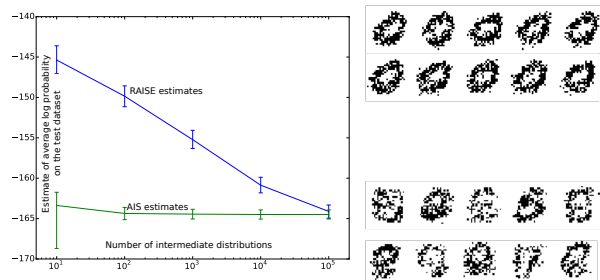 −140
−145
−150
−155
−160
−165
−170
Estimate of average log probability
on the test dataset
RAISE estimates
AIS estimates
Number of intermediate distributions
10¹
10²
10³
10⁴
10⁵